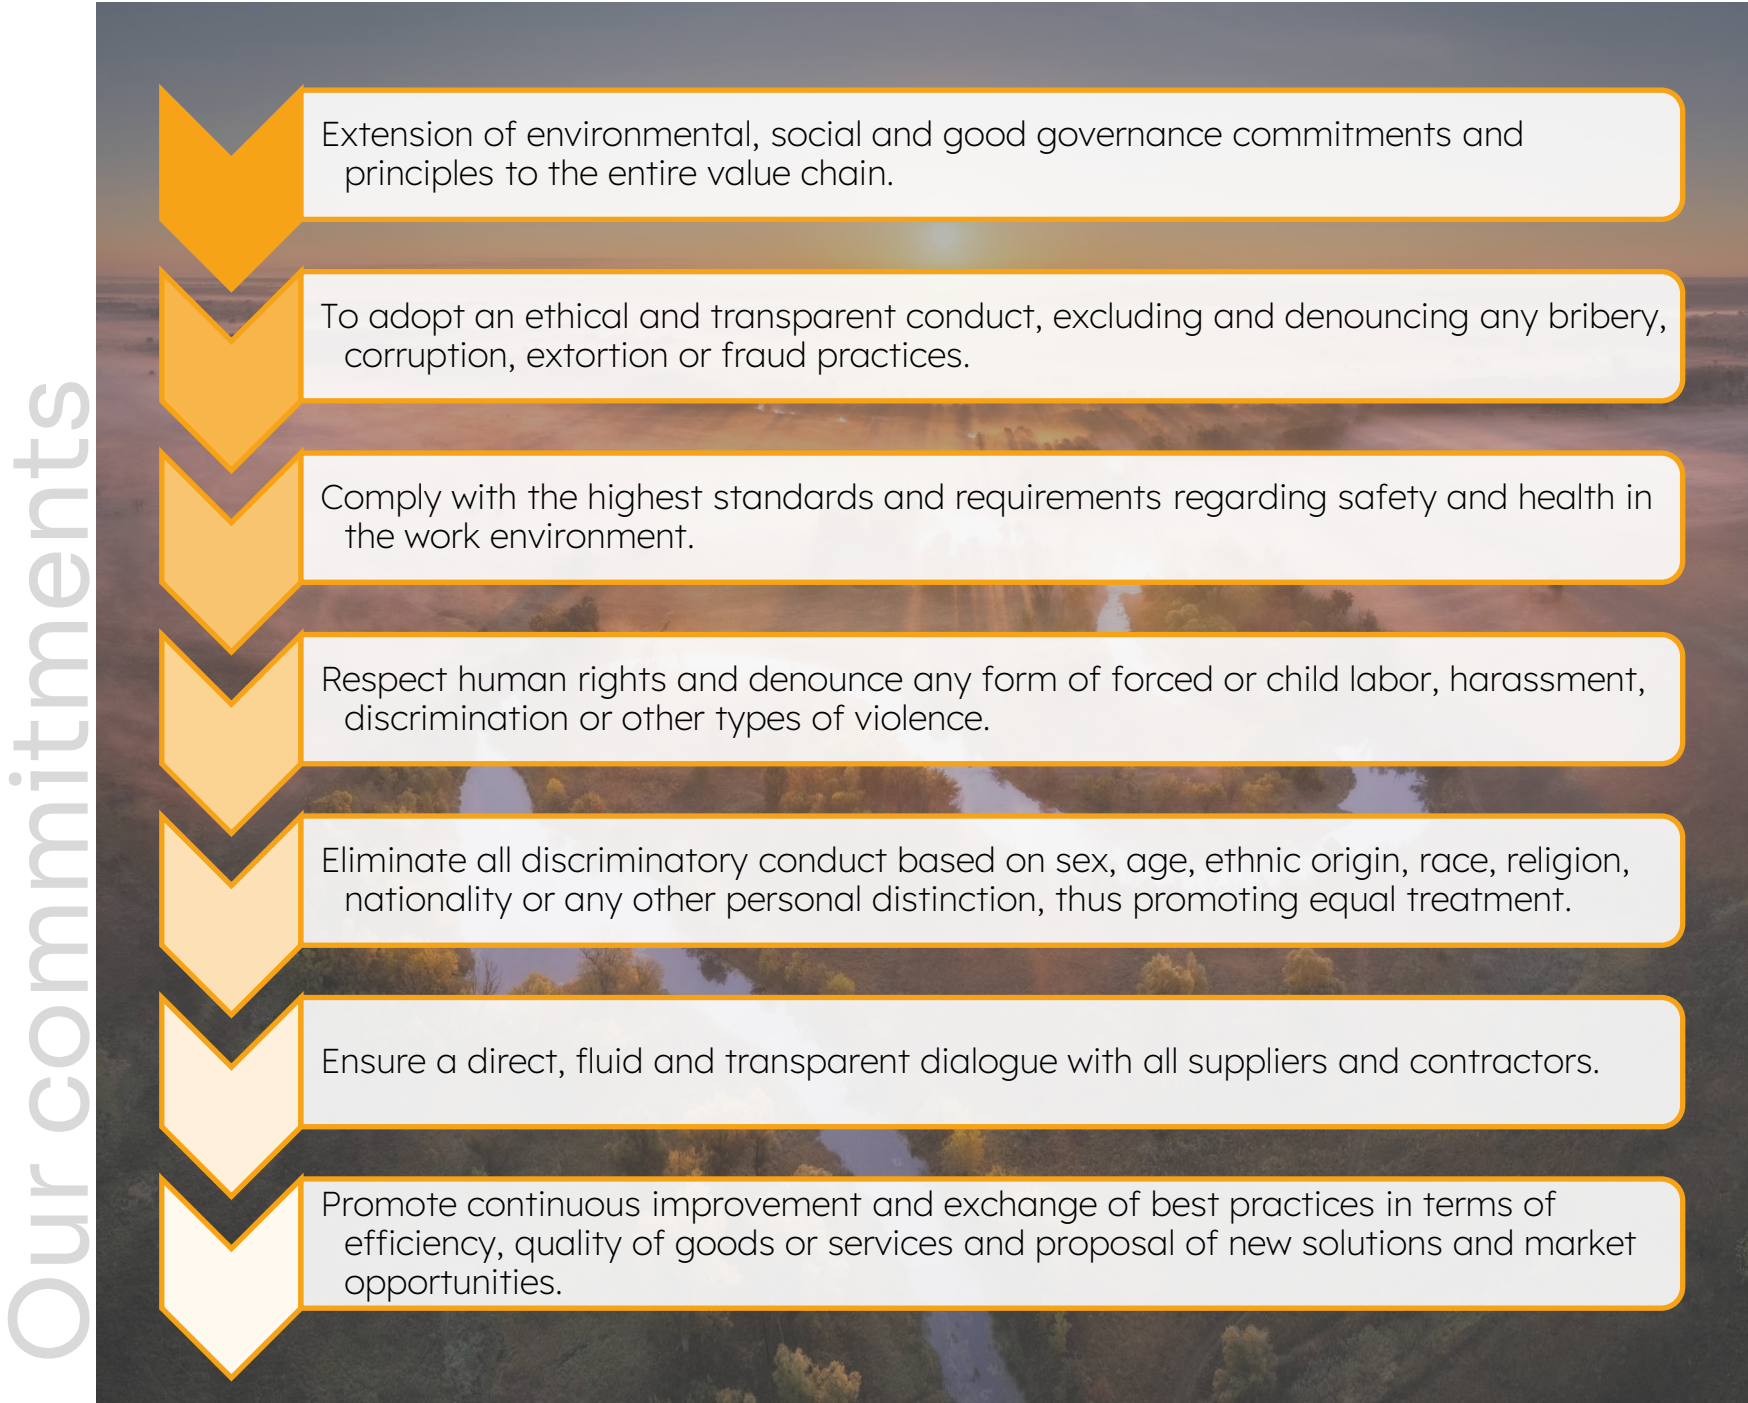 Our commitments
Extension of environmental, social and good governance commitments and
principles to the entire value chain.
To adopt an ethical and transparent conduct, excluding and denouncing any bribery,
corruption, extortion or fraud practices.
Comply with the highest standards and requirements regarding safety and health in
the work environment.
Respect human rights and denounce any form of forced or child labor, harassment,
discrimination or other types of violence.
Eliminate all discriminatory conduct based on sex, age, ethnic origin, race, religion,
nationality or any other personal distinction, thus promoting equal treatment.
Ensure a direct, fluid and transparent dialogue with all suppliers and contractors.
Promote continuous improvement and exchange of best practices in terms of
efficiency, quality of goods or services and proposal of new solutions and market
opportunities.